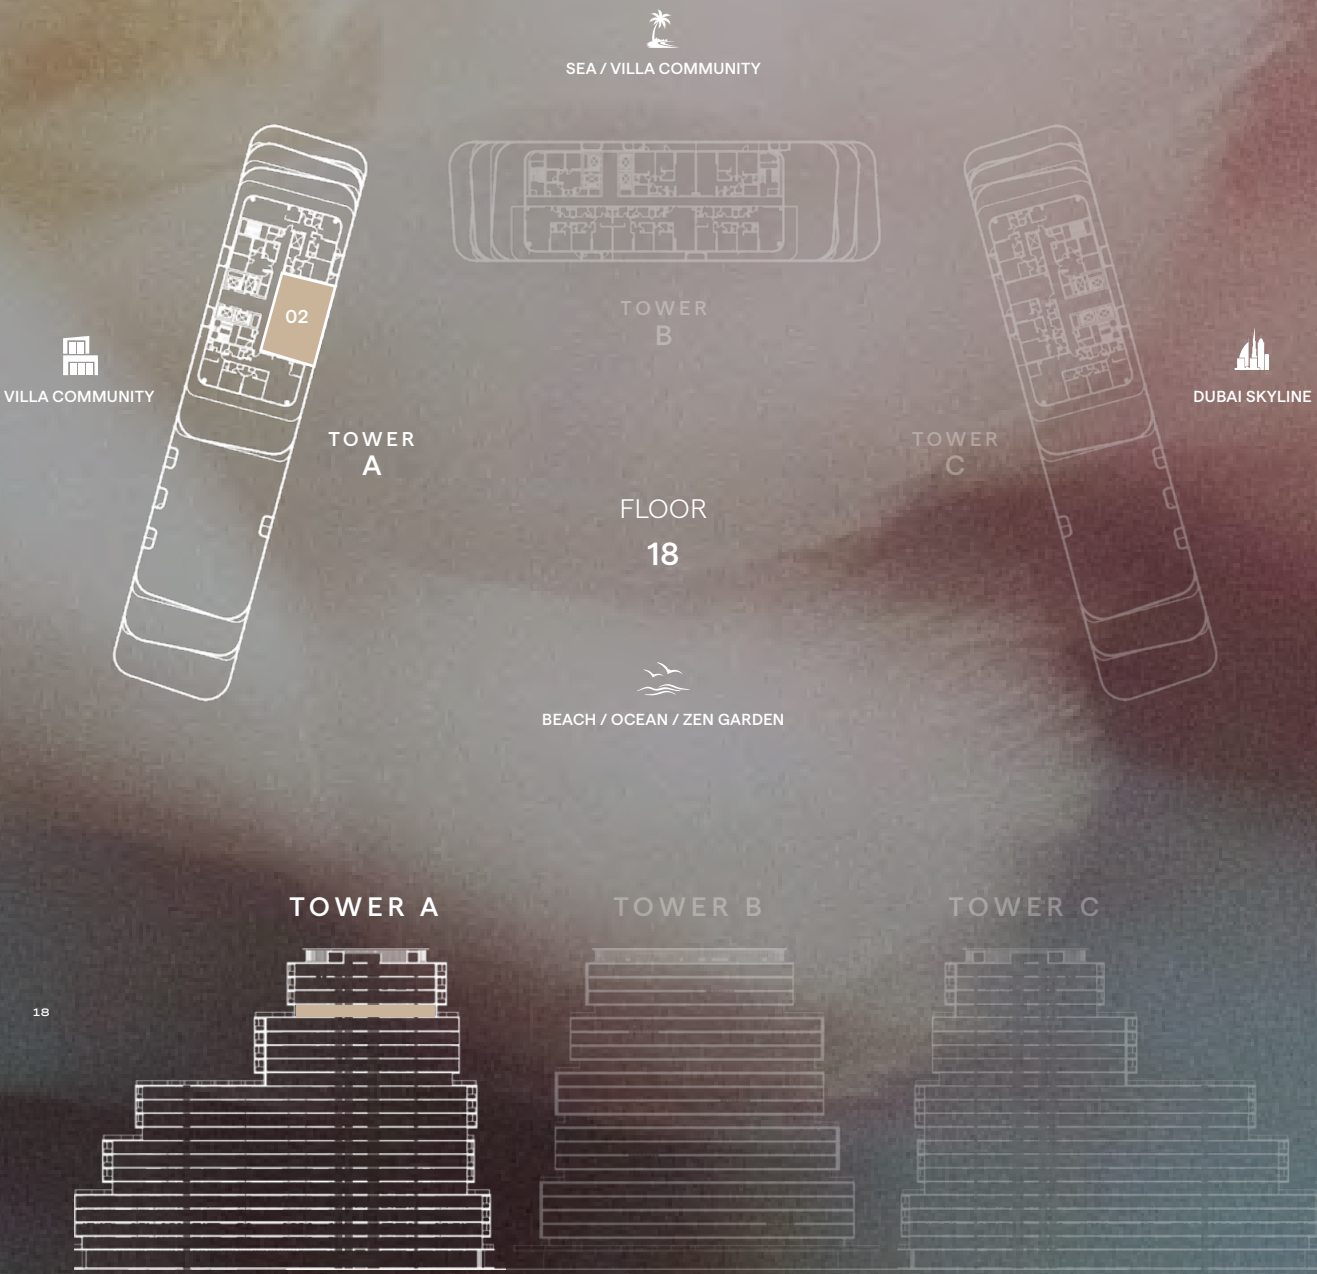 SEA / VILLA COMMUNITY
02
TOWER
B
VILLA COMMUNITY
DUBAI SKYLINE
TOWER
A
TOWER
C
FLOOR
18
BEACH / OCEAN / ZEN GARDEN
TOWER A
TOWER B
TOWER C
18